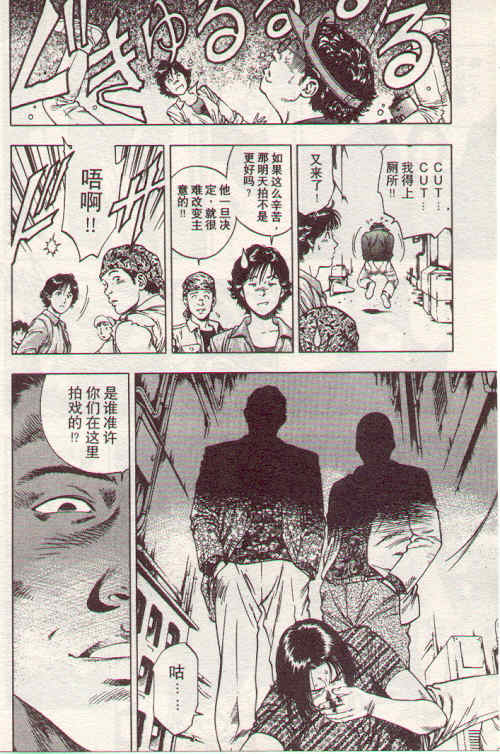 ぎゅるるるるる
CUT…
CUT…
我得上
厕所!!
又来了!
如果这么辛苦，
那明天拍不是
更好吗？
他一旦决
定，就很
难改变主
意的!!
唔啊!!
是谁准许
你们在这里
拍戏的!?
咕……